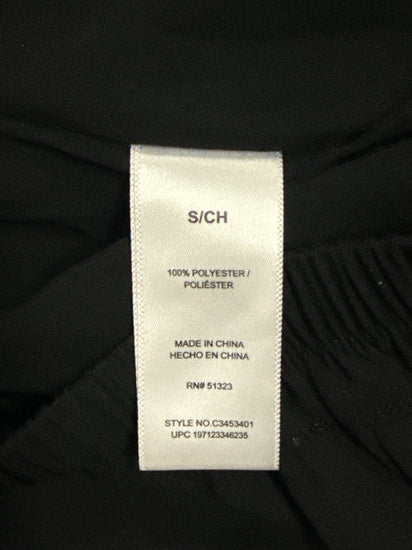 S/CH
100% POLYESTER /
POLIÉSTER
MADE IN CHINA
HECHO EN CHINA
RN# 51323
STYLE NO.C3453401
UPC 197123346235